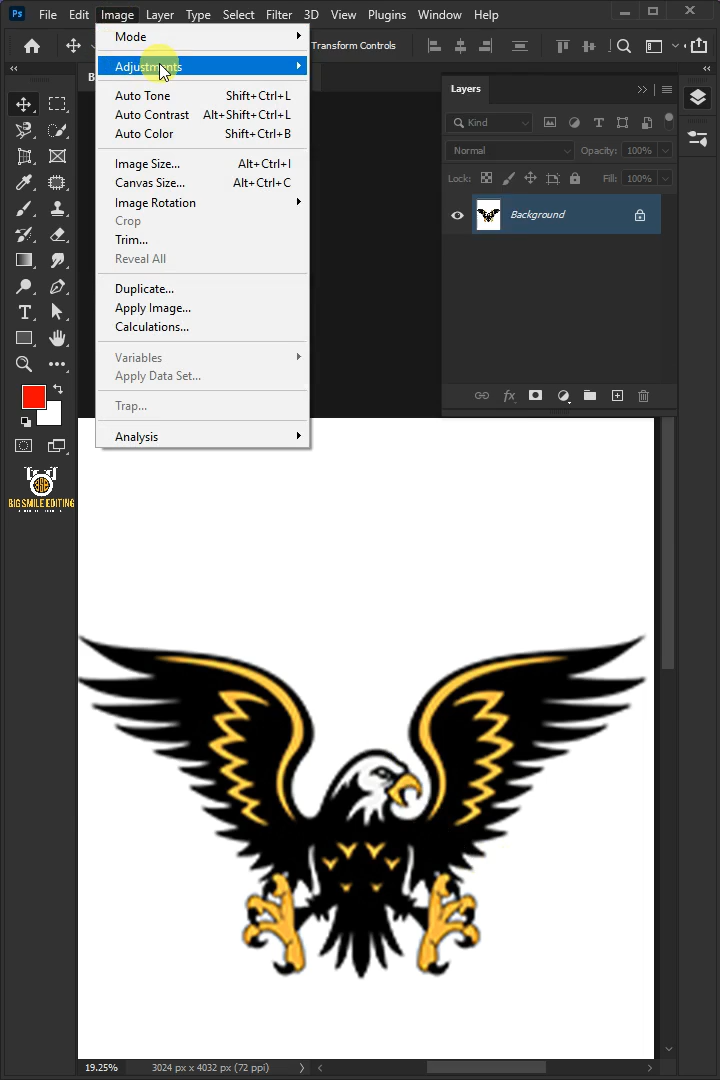 Ps File Edit Image Layer Type Select Filter 3D View Plugins Window Help
Transform Controls
Mode
Adjustments
Auto Tone Shift+Ctrl+L
Auto Contrast Alt+Shift+Ctrl+L
Auto Color Shift+Ctrl+B
Image Size... Alt+Ctrl+I
Canvas Size... Alt+Ctrl+C
Image Rotation
Crop
Trim...
Reveal All
Duplicate...
Apply Image...
Calculations...
Variables
Apply Data Set...
Trap...
Analysis
Layers
Kind
Normal Opacity: 100%
Lock: Fill: 100%
Background
fx
BIG SMILE EDITING
19.25% 3024 px x 4032 px (72 ppi)